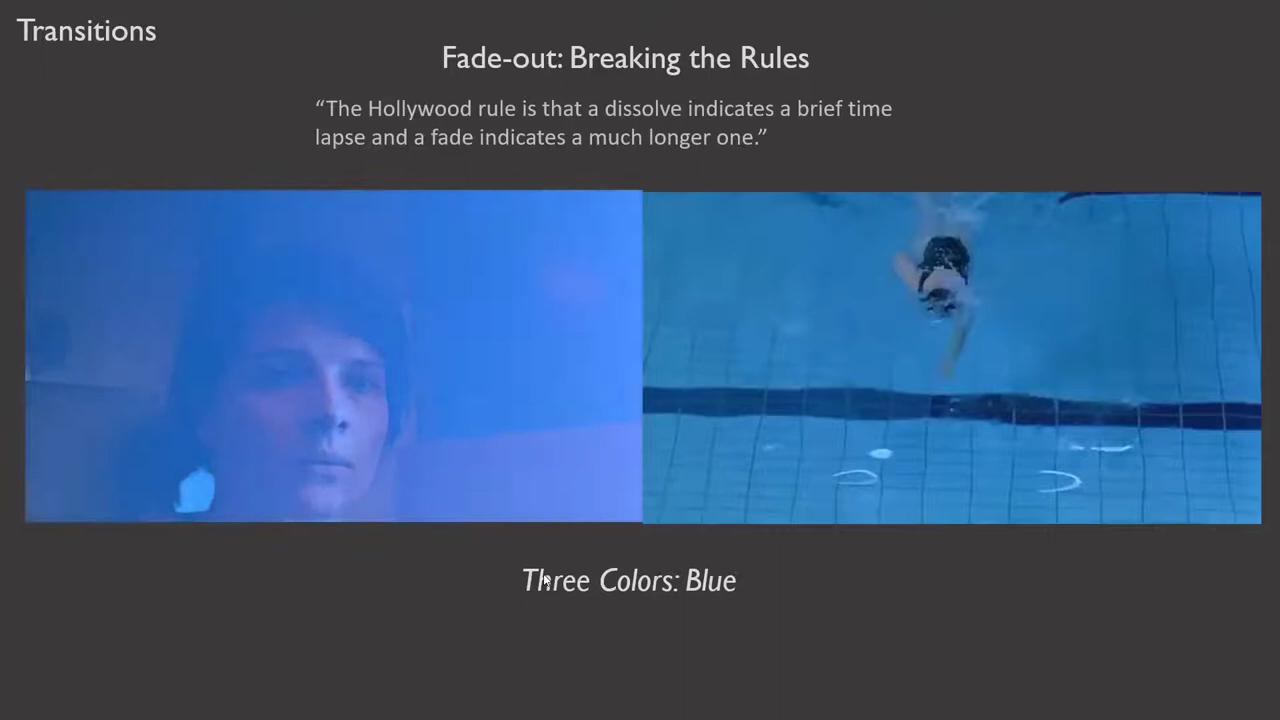 Transitions
Fade-out: Breaking the Rules
“The Hollywood rule is that a dissolve indicates a brief time
lapse and a fade indicates a much longer one.”
Three Colors: Blue